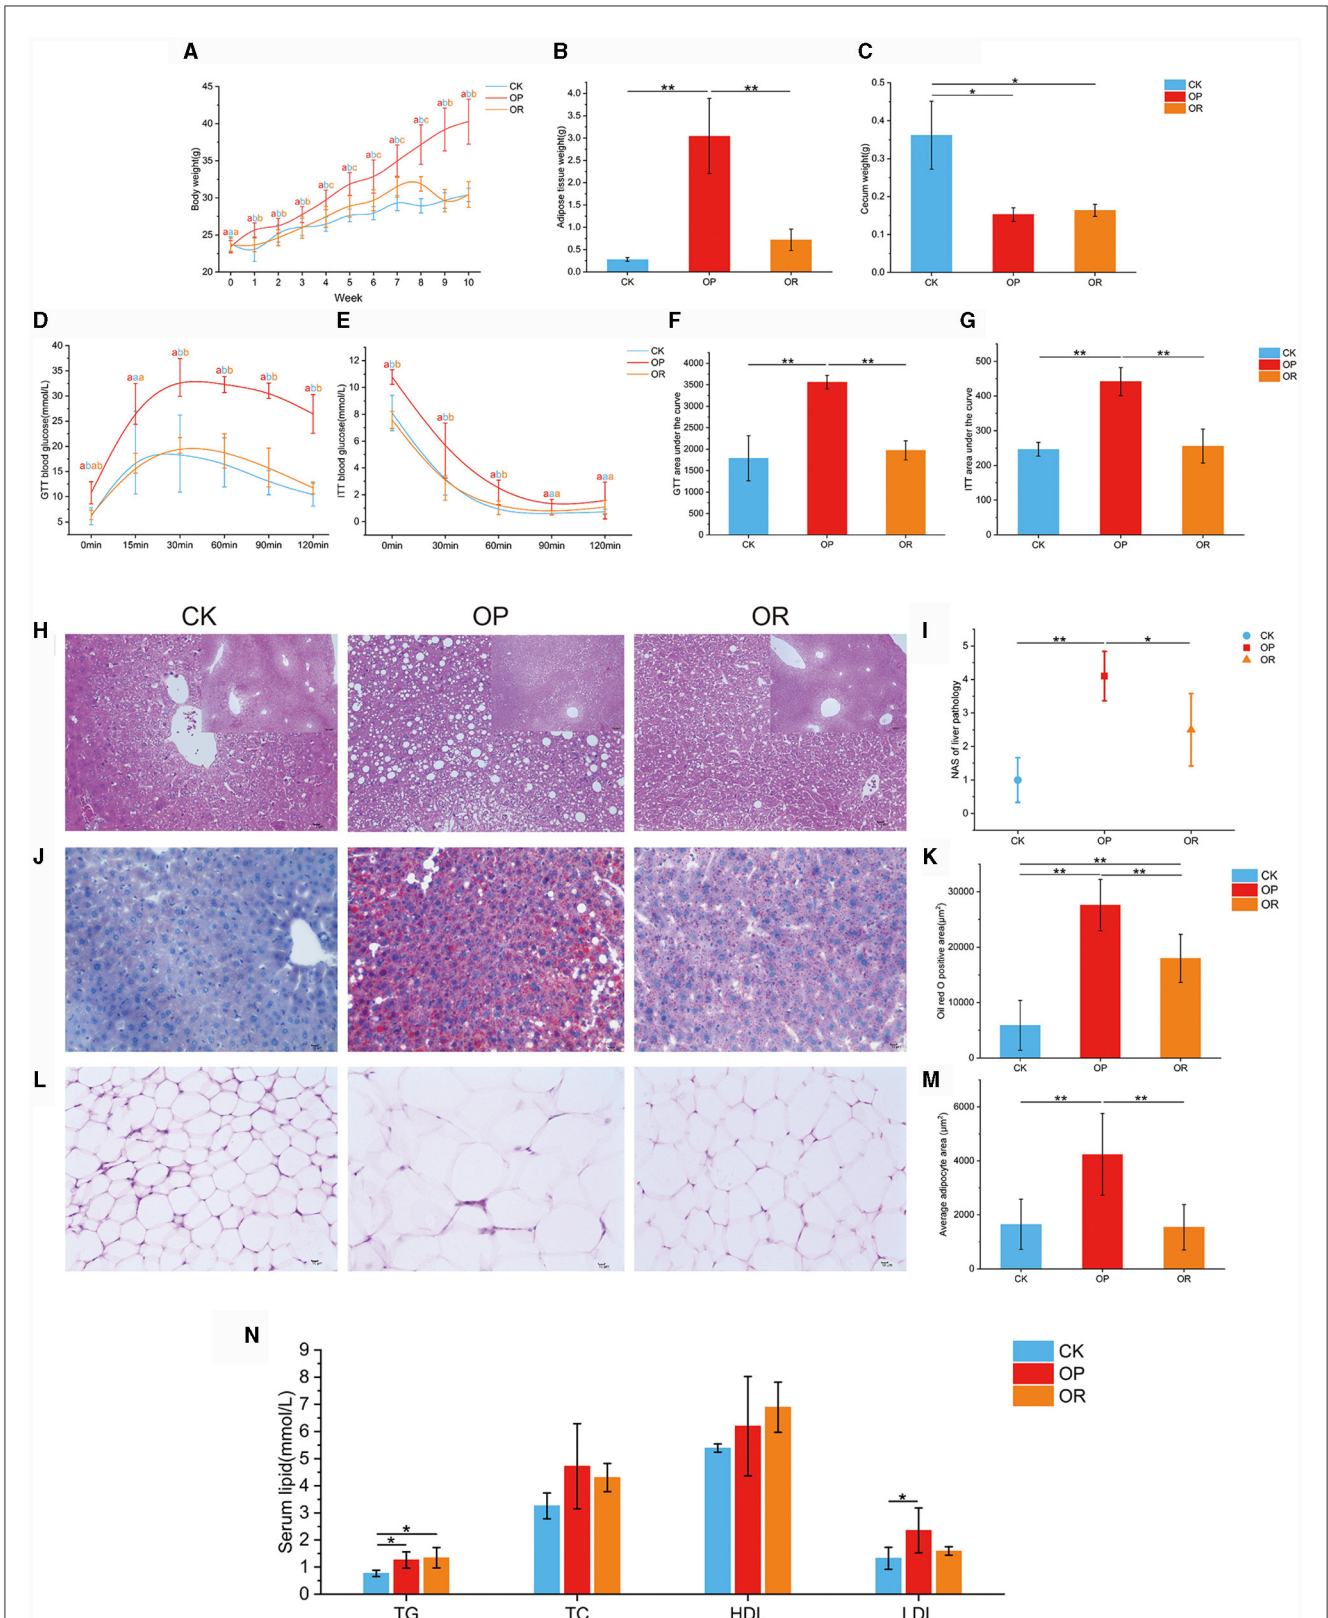 A
B
C
45
40
35
30
25
20
Body weight(g)
aaa
abb
abb
abb
abc
abc
abc
abc
abc
abb
abb
0 1 2 3 4 5 6 7 8 9 10
Week
CK
OP
OR
4.0
3.5
3.0
2.5
2.0
1.5
1.0
0.5
0.0
Adipose tissue weight(g)
** **
CK OP OR
0.5
0.4
0.3
0.2
0.1
0.0
Cecum weight(g)
*
*
CK OP OR
CK
OP
OR
D
E
F
G
40
35
30
25
20
15
10
5
GTT blood glucose(mmol/L)
abab
aaa
abb
abb
abb
abb
0min 15min 30min 60min 90min 120min
12
10
8
6
4
2
0
ITT blood glucose(mmol/L)
abb
abb
abb
aaa
aaa
0min 30min 60min 90min 120min
CK
OP
OR
4000
3500
3000
2500
2000
1500
1000
500
0
GTT area under the curve
** **
CK OP OR
500
400
300
200
100
0
ITT area under the curve
** **
CK OP OR
CK
OP
OR
CK OP OR
H
I
5
4
3
2
1
0
NAS of liver pathology
** *
CK OP OR
CK
OP
OR
J
K
30000
20000
10000
0
Oil red O positive area(μm²)
**
** **
CK OP OR
CK
OP
OR
L
M
6000
4000
2000
0
Average adipocyte area (μm²)
** **
CK OP OR
N
9
8
7
6
5
4
3
2
1
0
Serum lipid(mmol/L)
*
*
*
TG TC HDL LDL
CK
OP
OR